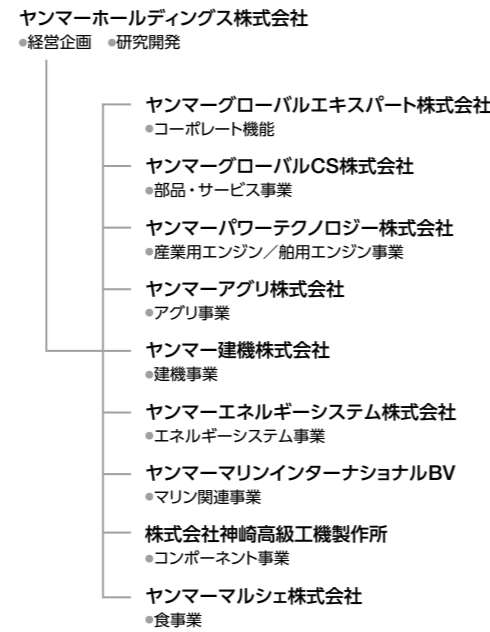 ヤンマーホールディングス株式会社
●経営企画 ●研究開発
ヤンマーグローバルエキスパート株式会社
●コーポレート機能
ヤンマーグローバルCS株式会社
●部品・サービス事業
ヤンマーパワーテクノロジー株式会社
●産業用エンジン／舶用エンジン事業
ヤンマーアグリ株式会社
●アグリ事業
ヤンマー建機株式会社
●建機事業
ヤンマーエネルギーシステム株式会社
●エネルギーシステム事業
ヤンマーマリンインターナショナルBV
●マリン関連事業
株式会社神崎高級工機製作所
●コンポーネント事業
ヤンマーマルシェ株式会社
●食事業